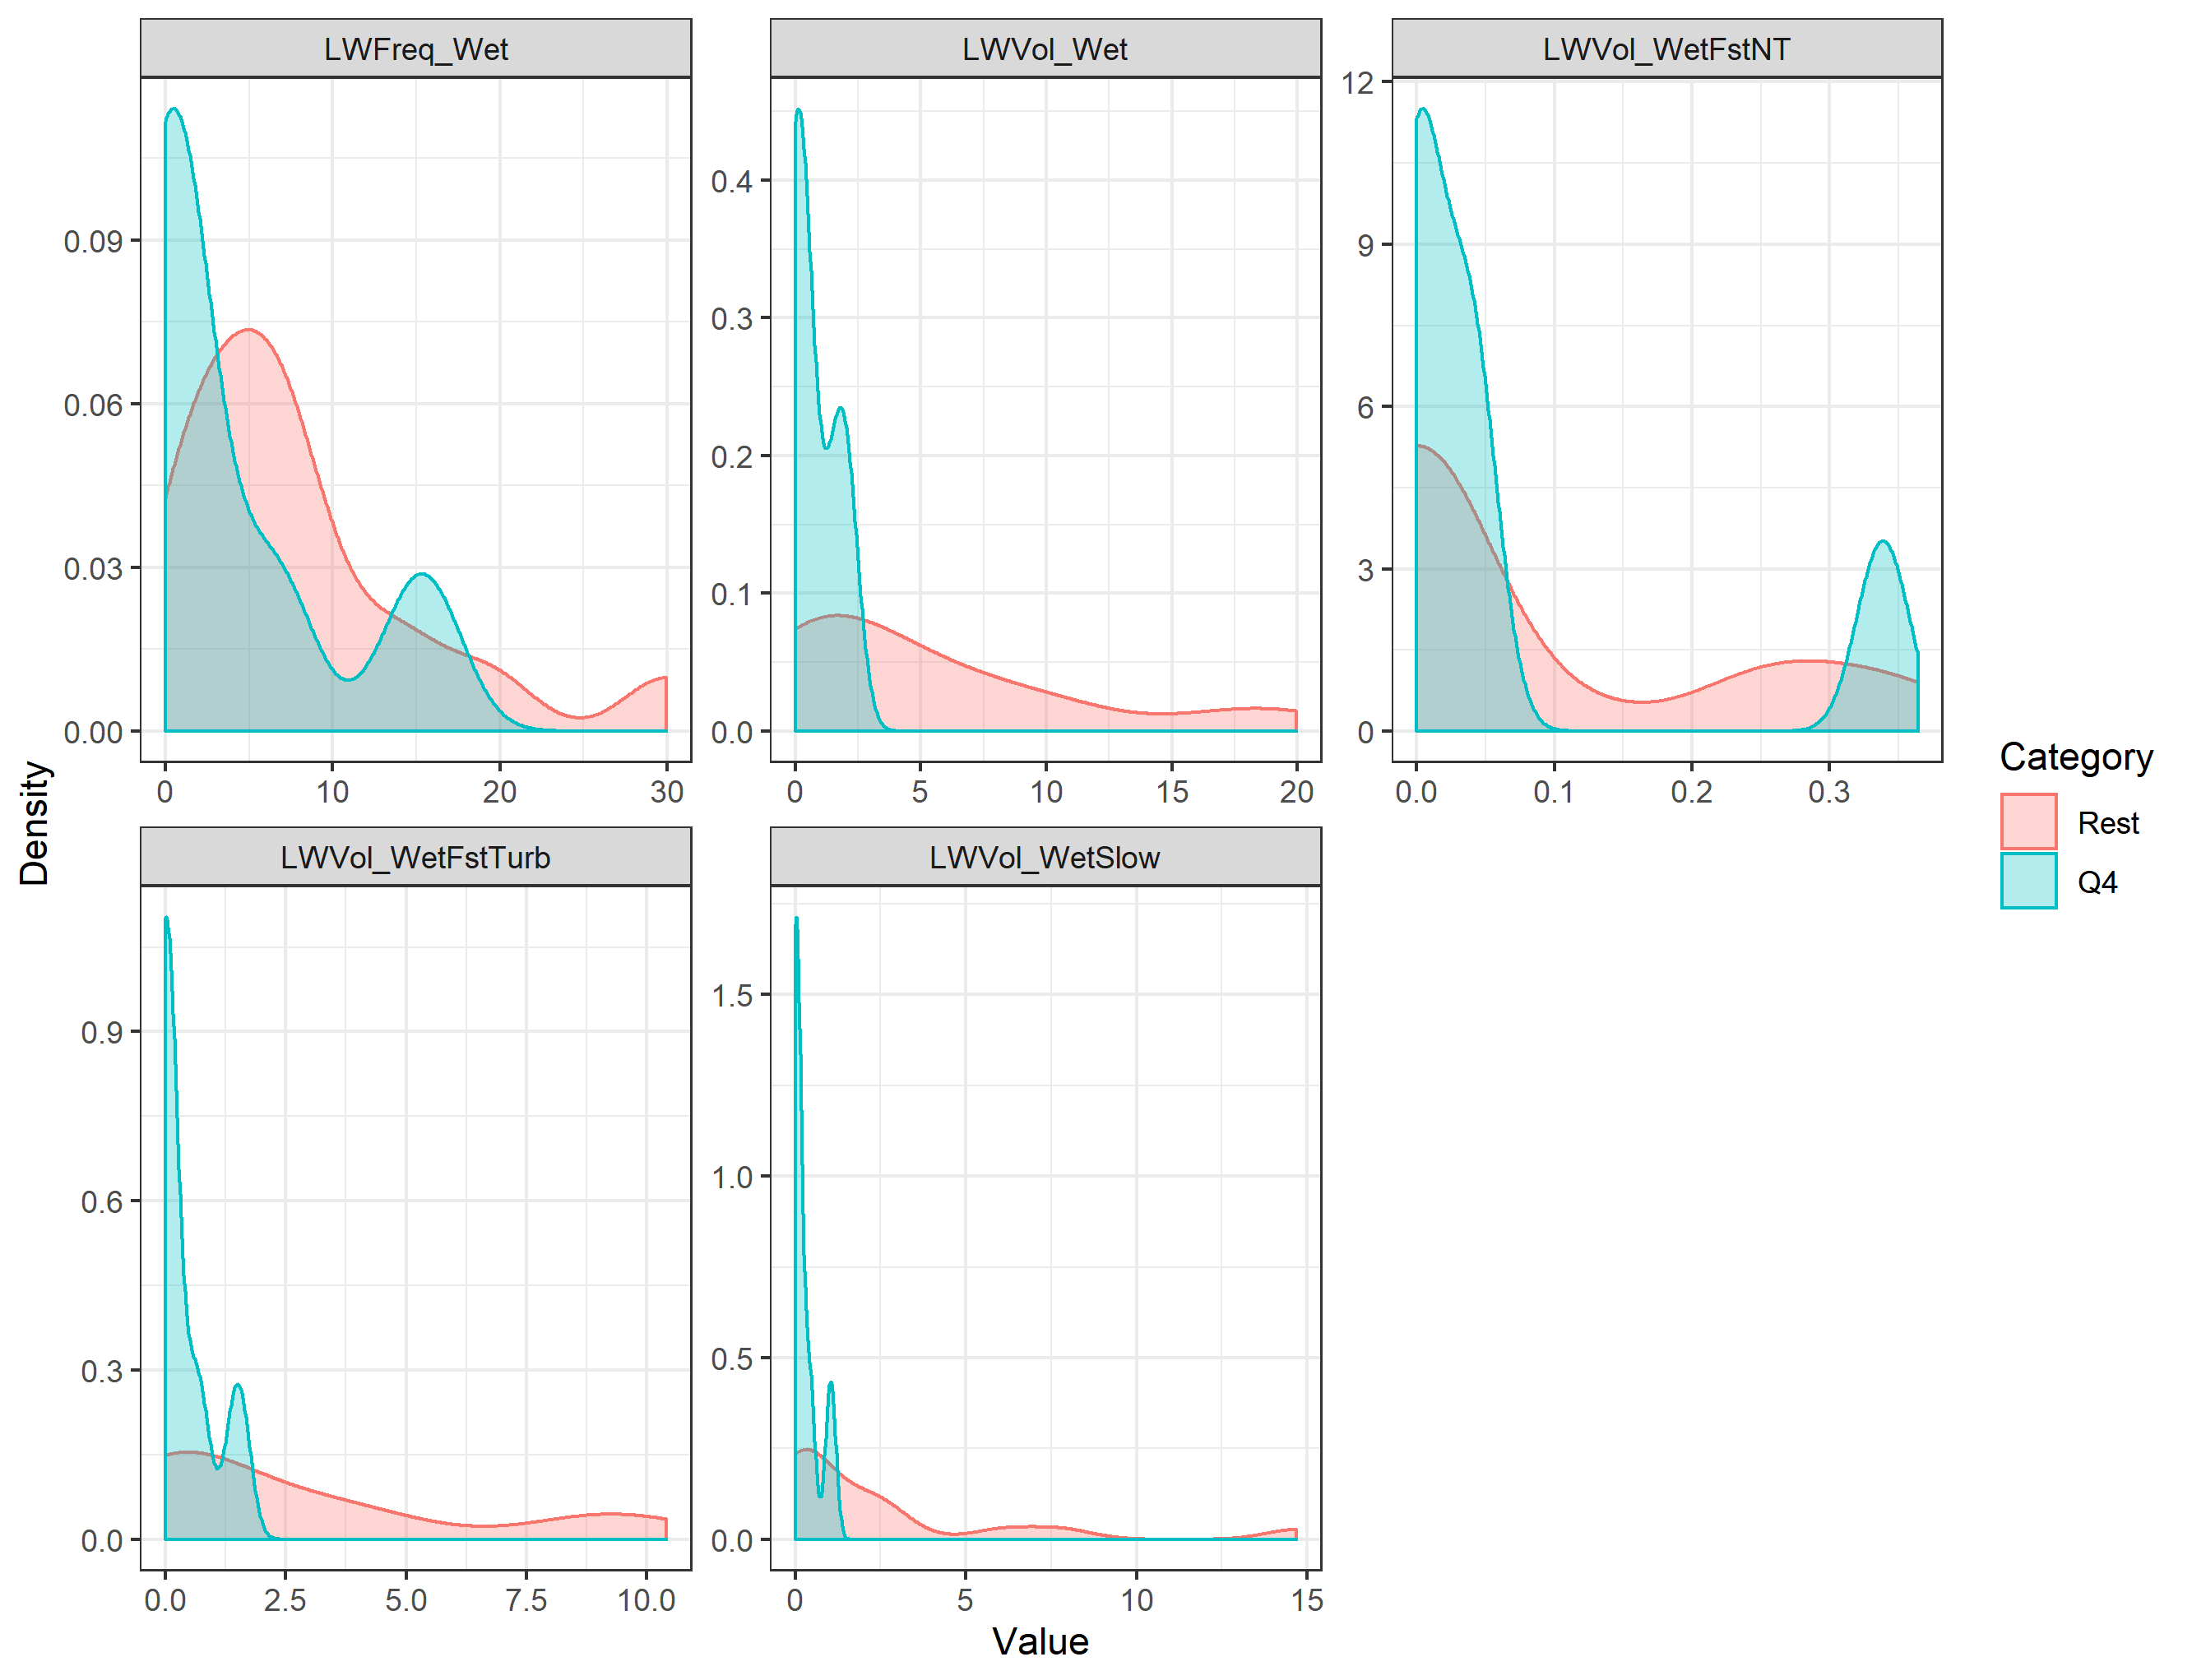 LWFreq_Wet
LWVol_Wet
LWVol_WetFstNT
0.09
0.06
0.03
0.00
0 10 20 30
0.4
0.3
0.2
0.1
0.0
0 5 10 15 20
12
9
6
3
0
0.0 0.1 0.2 0.3
LWVol_WetFstTurb
LWVol_WetSlow
0.9
0.6
0.3
0.0
0.0 2.5 5.0 7.5 10.0
1.5
1.0
0.5
0.0
0 5 10 15
Density
Value
Category
Rest
Q4